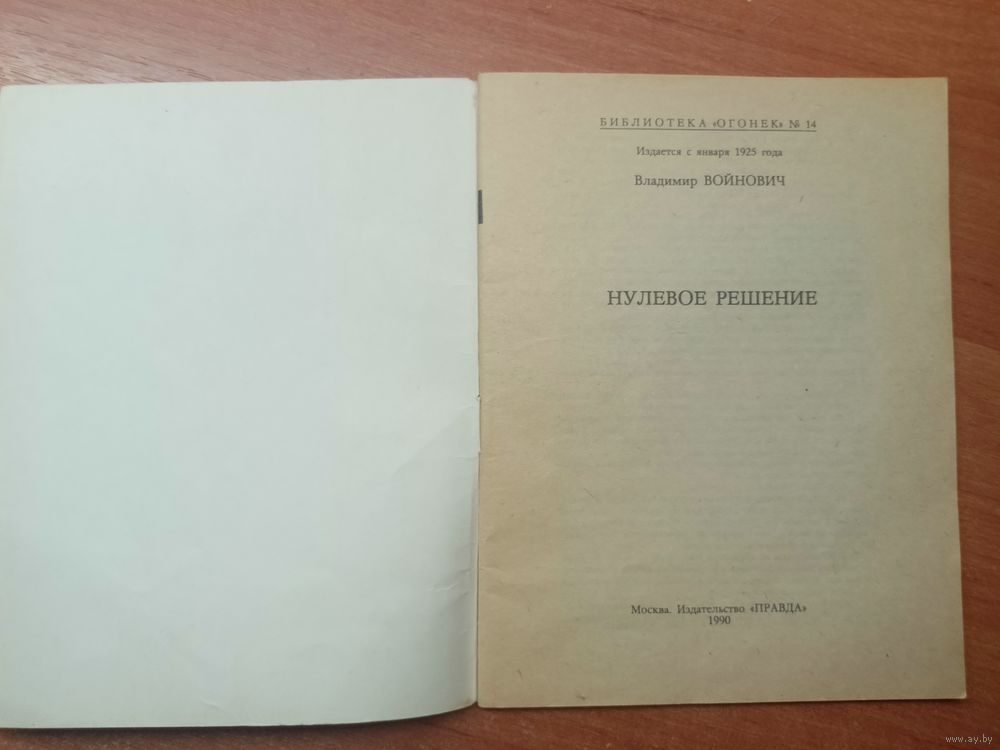 БИБЛИОТЕКА «ОГОНЕК» № 14
Издается с января 1925 года
Владимир ВОЙНОВИЧ
НУЛЕВОЕ РЕШЕНИЕ
Москва. Издательство «ПРАВДА»
1990
www.ay.by